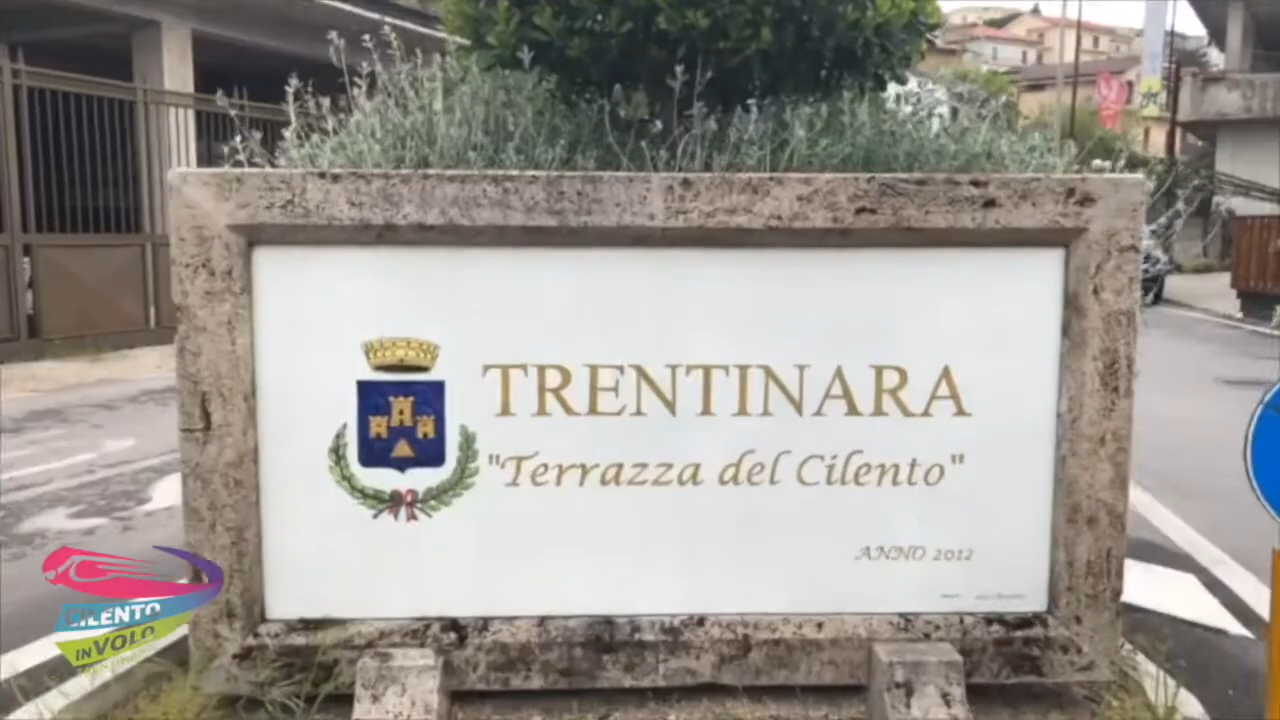 TRENTINARA
"Terrazza del Cilento"
ANNO 2012
CILENTO
IN VOLO